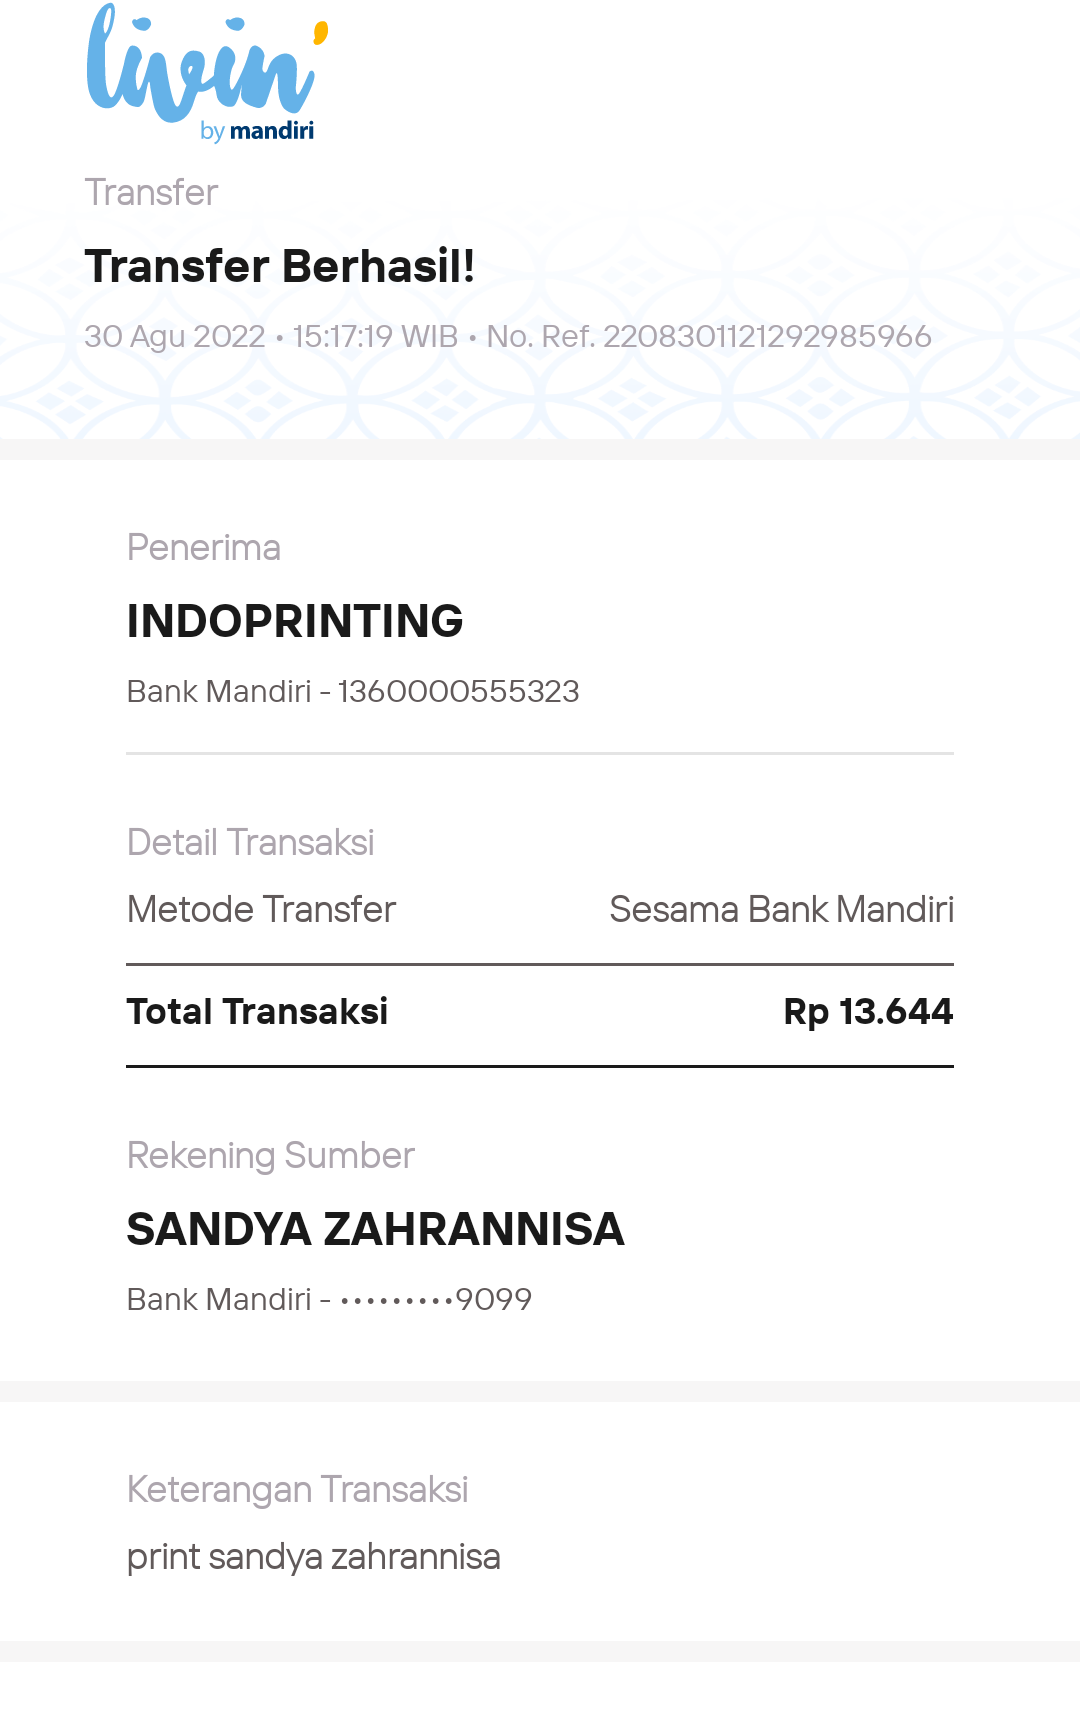 livin'
by mandiri
Transfer
Transfer Berhasil!
30 Agu 2022 • 15:17:19 WIB • No. Ref. 2208301121292985966
Penerima
INDOPRINTING
Bank Mandiri - 1360000555323
Detail Transaksi
Metode Transfer Sesama Bank Mandiri
Total Transaksi Rp 13.644
Rekening Sumber
SANDYA ZAHRANNISA
Bank Mandiri - •••••••••9099
Keterangan Transaksi
print sandya zahrannisa